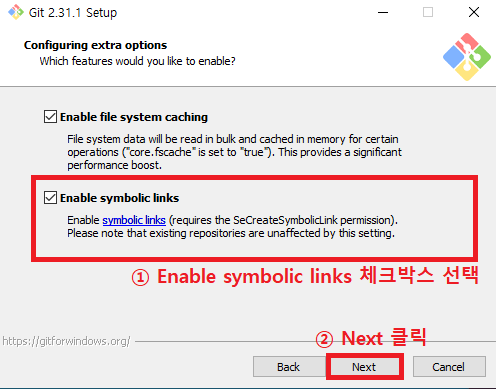 Git 2.31.1 Setup
Configuring extra options
Which features would you like to enable?
Enable file system caching
File system data will be read in bulk and cached in memory for certain
operations ("core.fscache" is set to "true"). This provides a significant
performance boost.
Enable symbolic links
Enable symbolic links (requires the SeCreateSymbolicLink permission).
Please note that existing repositories are unaffected by this setting.
① Enable symbolic links 체크박스 선택
② Next 클릭
https://gitforwindows.org/
Back Next Cancel